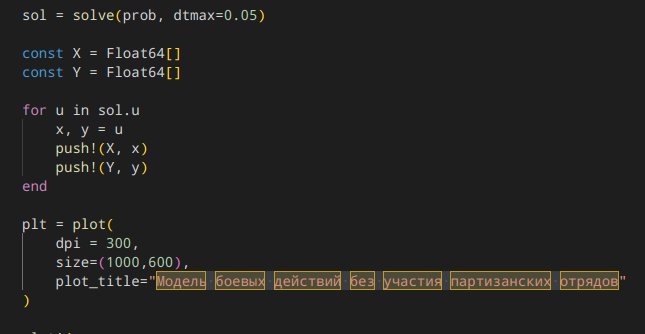 sol = solve(prob, dtmax=0.05)
const X = Float64[]
const Y = Float64[]
for u in sol.u
x, y = u
push!(X, x)
push!(Y, y)
end
plt = plot(
dpi = 300,
size=(1000,600),
plot_title="Модель боевых действий без участия партизанских отрядов"
)